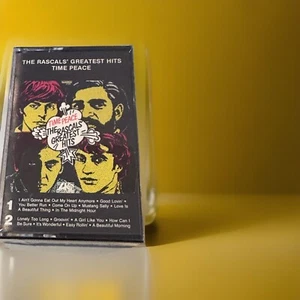 THE RASCALS' GREATEST HITS
TIME PEACE
TIME PEACE
THE RASCALS'
GREATEST
HITS
1
I Ain't Gonna Eat Out My Heart Anymore • Good Lovin' •
You Better Run • Come On Up • Mustang Sally • Love Is
A Beautiful Thing • In The Midnight Hour
2
Lonely Too Long • Groovin' • A Girl Like You • How Can I
Be Sure • It's Wonderful • Easy Rollin' • A Beautiful Morning